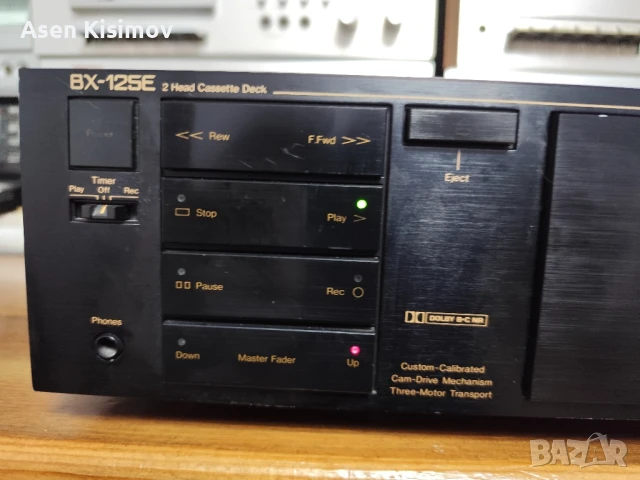 Asen Kisimov
BX-125E 2 Head Cassette Deck
Power
<< Rew F.Fwd >>
Eject
Timer
Play Off Rec
Stop Play >
Pause Rec
Phones
DOLBY B-C NR
Down Master Fader Up
Custom-Calibrated
Cam-Drive Mechanism
Three-Motor Transport
BAZAR